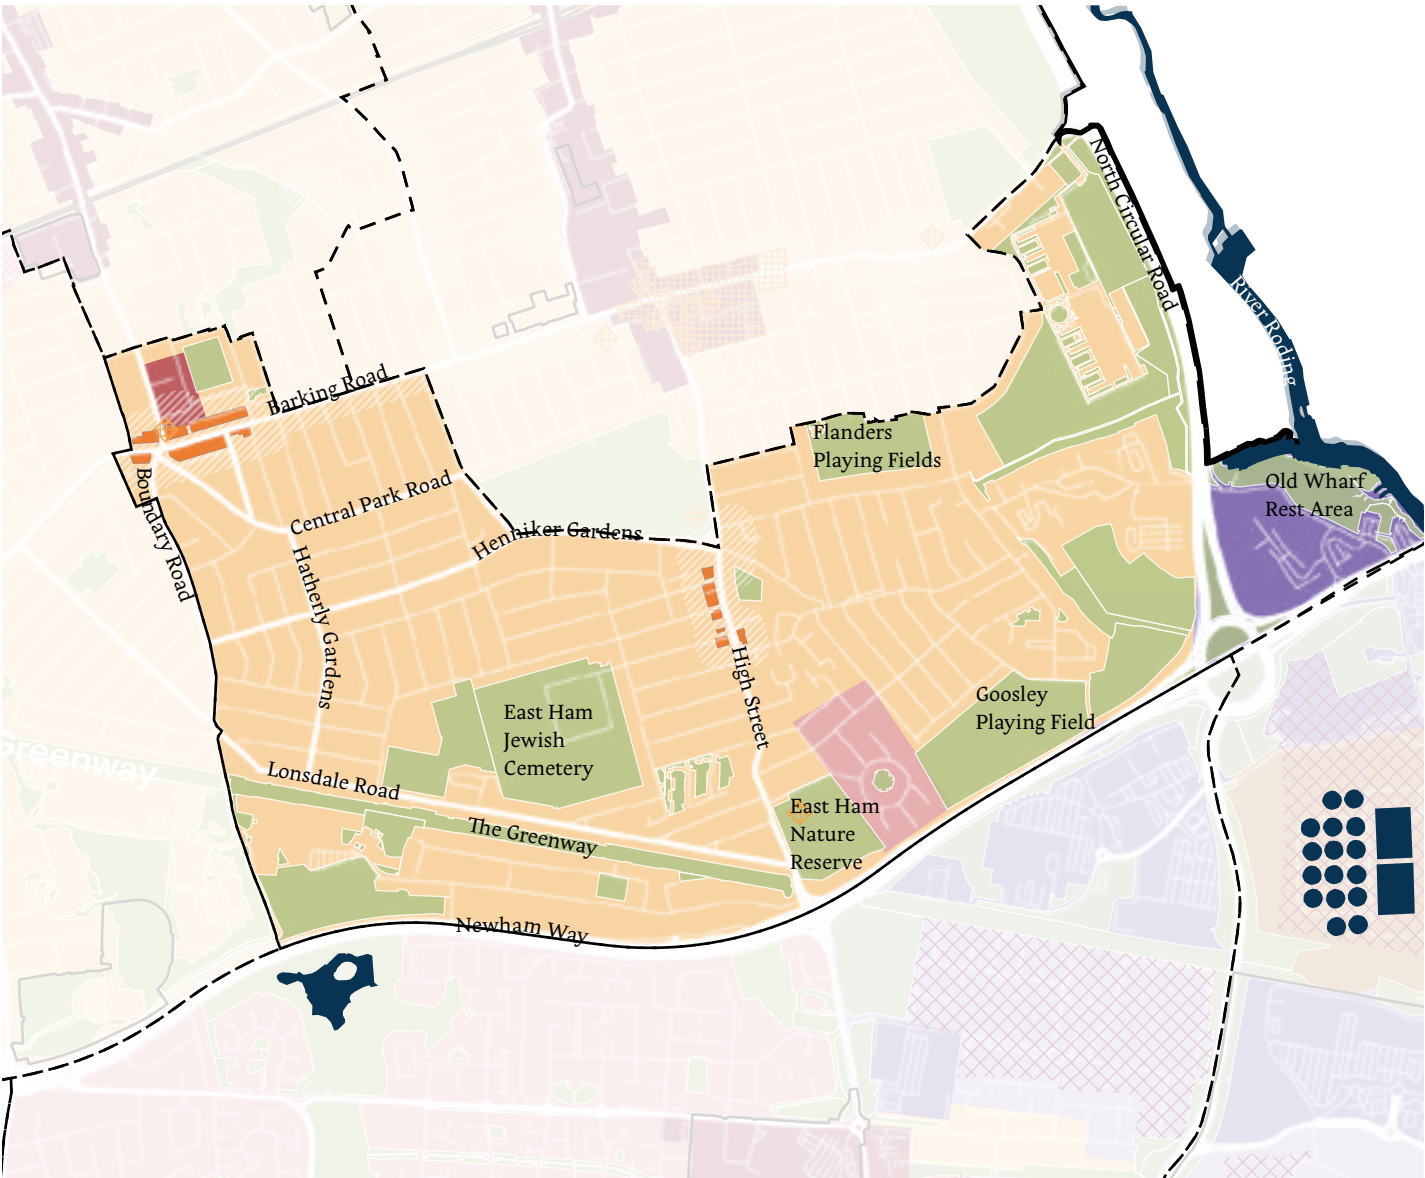 North Circular Road
River Roding
Barking Road
Flanders
Playing Fields
Boundary Road
Central Park Road
Old Wharf
Rest Area
Henniker Gardens
Hatherly Gardens
High Street
Goosley
Playing Field
East Ham
Jewish
Cemetery
Greenway
Lonsdale Road
The Greenway
East Ham
Nature
Reserve
Newham Way